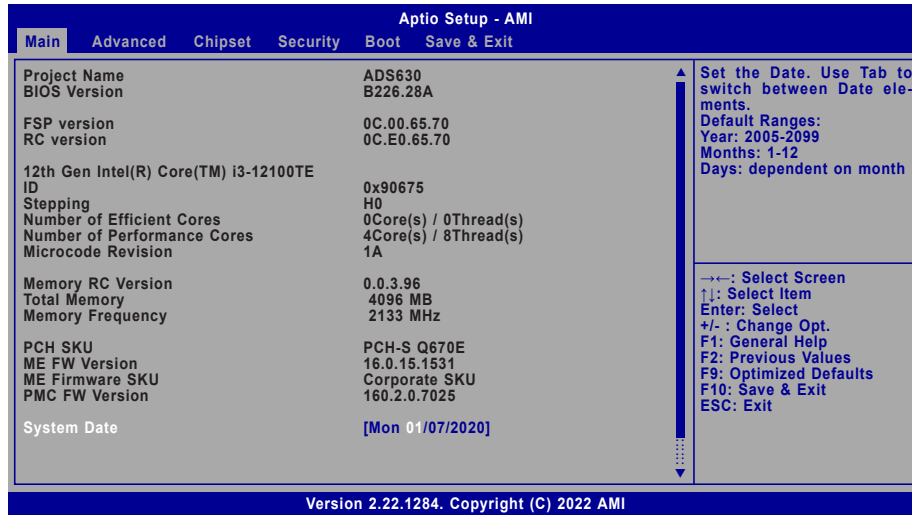 Aptio Setup - AMI
Main Advanced Chipset Security Boot Save & Exit
Project Name ADS630
BIOS Version B226.28A
FSP version 0C.00.65.70
RC version 0C.E0.65.70
12th Gen Intel(R) Core(TM) i3-12100TE
ID 0x90675
Stepping H0
Number of Efficient Cores 0Core(s) / 0Thread(s)
Number of Performance Cores 4Core(s) / 8Thread(s)
Microcode Revision 1A
Memory RC Version 0.0.3.96
Total Memory 4096 MB
Memory Frequency 2133 MHz
PCH SKU PCH-S Q670E
ME FW Version 16.0.15.1531
ME Firmware SKU Corporate SKU
PMC FW Version 160.2.0.7025
System Date [Mon 01/07/2020]
Set the Date. Use Tab to
switch between Date ele-
ments.
Default Ranges:
Year: 2005-2099
Months: 1-12
Days: dependent on month
→←: Select Screen
↑↓: Select Item
Enter: Select
+/- : Change Opt.
F1: General Help
F2: Previous Values
F9: Optimized Defaults
F10: Save & Exit
ESC: Exit
Version 2.22.1284. Copyright (C) 2022 AMI